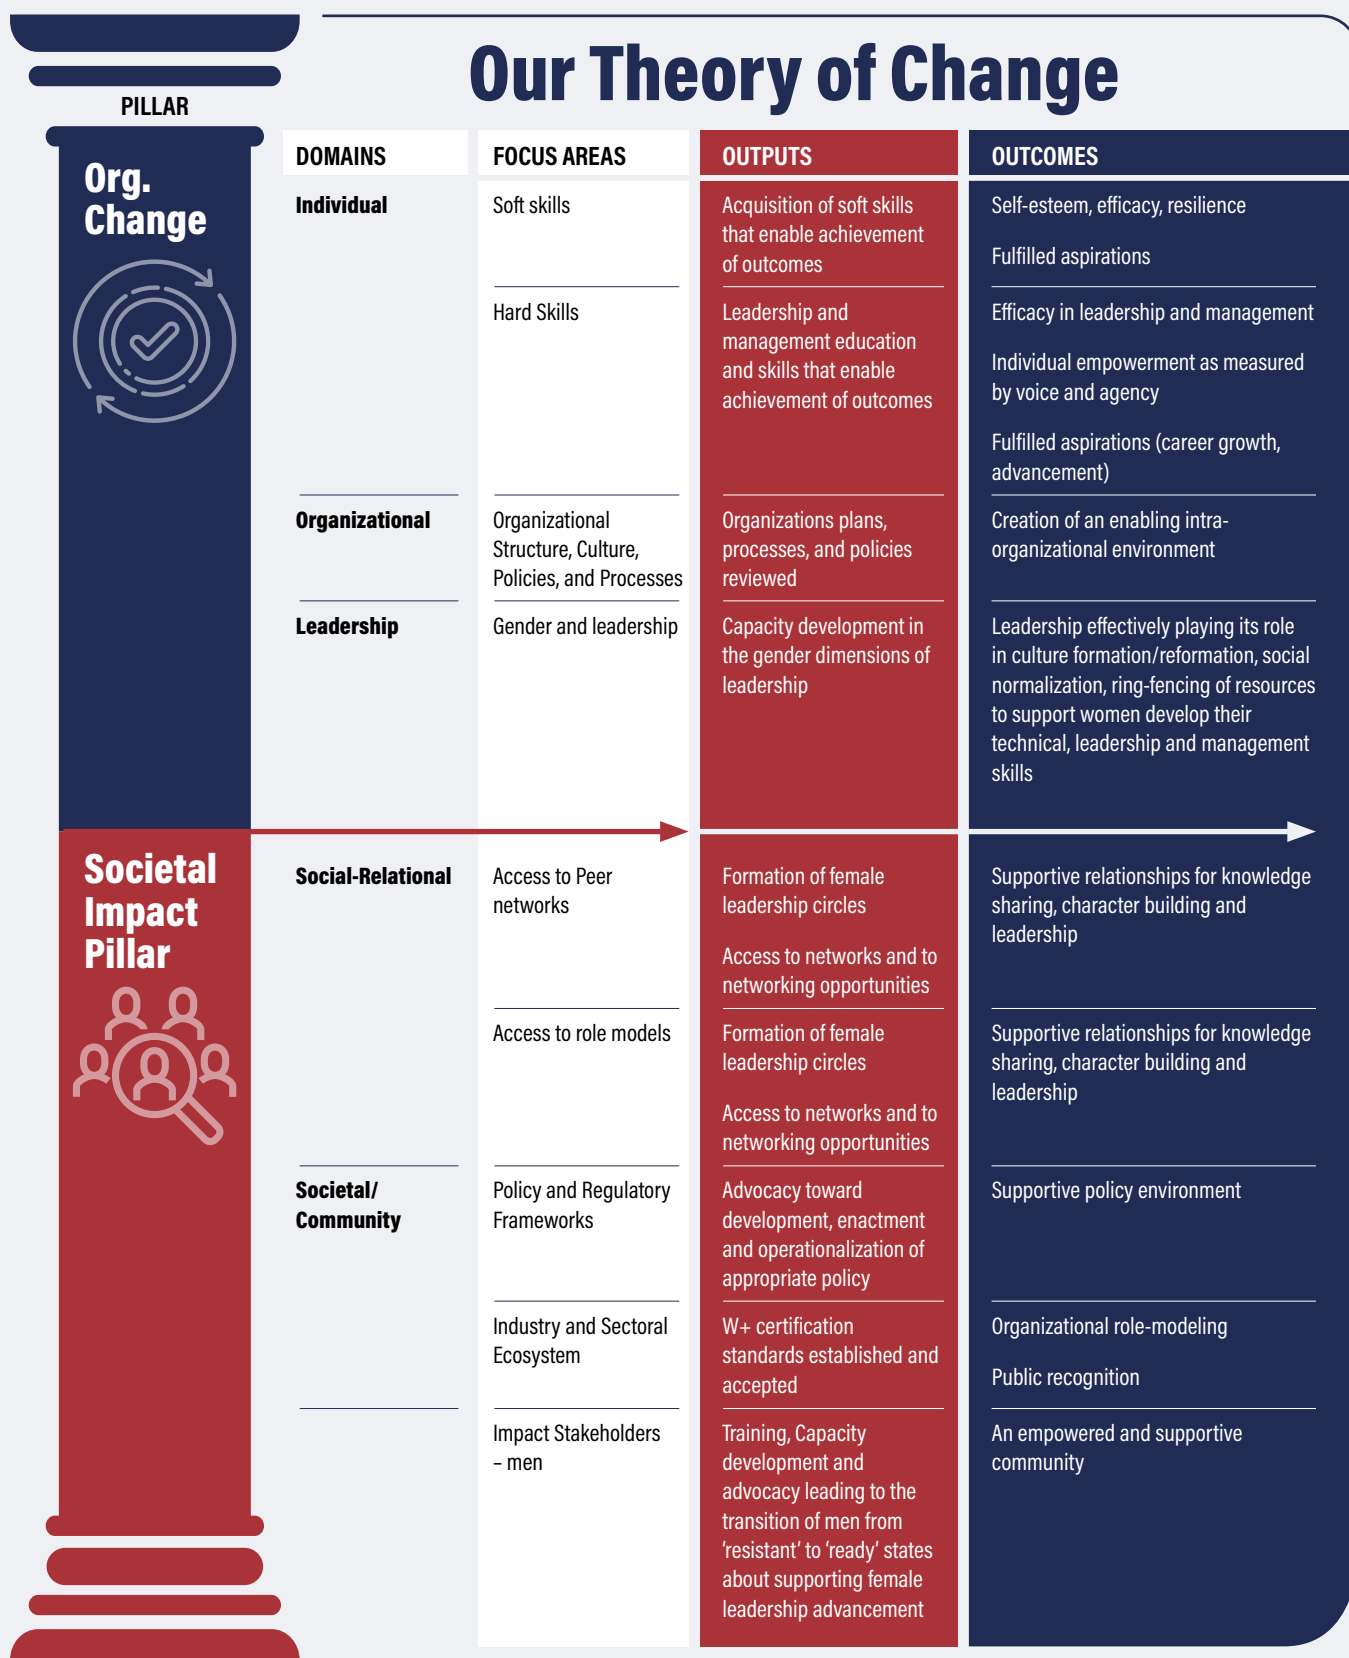 Our Theory of Change
PILLAR
Org.
Change
DOMAINS
FOCUS AREAS
OUTPUTS
OUTCOMES
Individual
Soft skills
Acquisition of soft skills
that enable achievement
of outcomes
Self-esteem, efficacy, resilience
Fulfilled aspirations
Hard Skills
Leadership and
management education
and skills that enable
achievement of outcomes
Efficacy in leadership and management
Individual empowerment as measured
by voice and agency
Fulfilled aspirations (career growth,
advancement)
Organizational
Organizational
Structure, Culture,
Policies, and Processes
Organizations plans,
processes, and policies
reviewed
Creation of an enabling intra-
organizational environment
Leadership
Gender and leadership
Capacity development in
the gender dimensions of
leadership
Leadership effectively playing its role
in culture formation/reformation, social
normalization, ring-fencing of resources
to support women develop their
technical, leadership and management
skills
Societal
Impact
Pillar
Social-Relational
Access to Peer
networks
Formation of female
leadership circles
Access to networks and to
networking opportunities
Supportive relationships for knowledge
sharing, character building and
leadership
Access to role models
Formation of female
leadership circles
Access to networks and to
networking opportunities
Supportive relationships for knowledge
sharing, character building and
leadership
Societal/
Community
Policy and Regulatory
Frameworks
Advocacy toward
development, enactment
and operationalization of
appropriate policy
Supportive policy environment
Industry and Sectoral
Ecosystem
W+ certification
standards established and
accepted
Organizational role-modeling
Public recognition
Impact Stakeholders
– men
Training, Capacity
development and
advocacy leading to the
transition of men from
‘resistant’ to ‘ready’ states
about supporting female
leadership advancement
An empowered and supportive
community